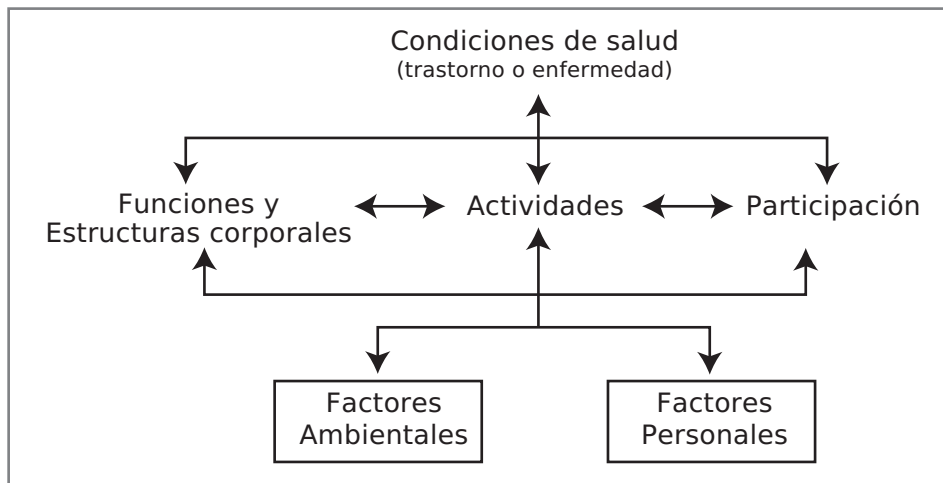 Condiciones de salud
(trastorno o enfermedad)
Funciones y
Estructuras corporales
Actividades
Participación
Factores
Ambientales
Factores
Personales